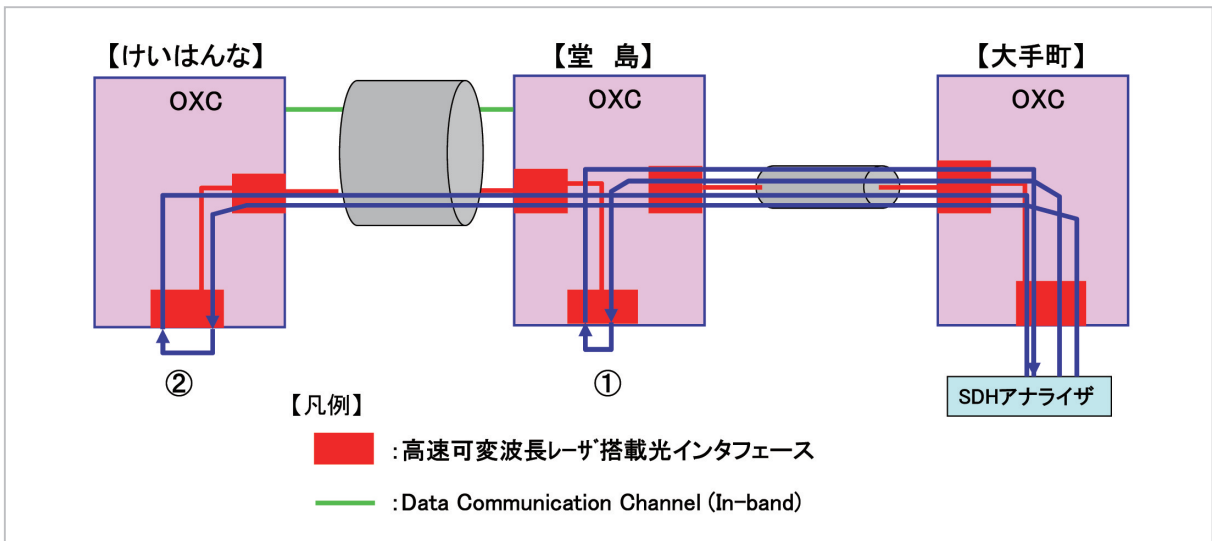 【けいはんな】
【堂　島】
【大手町】
OXC
OXC
OXC
②
①
SDHアナライザ
【凡例】
：高速可変波長ﾚｰｻﾞ搭載光インタフェース
：Data Communication Channel (In-band)